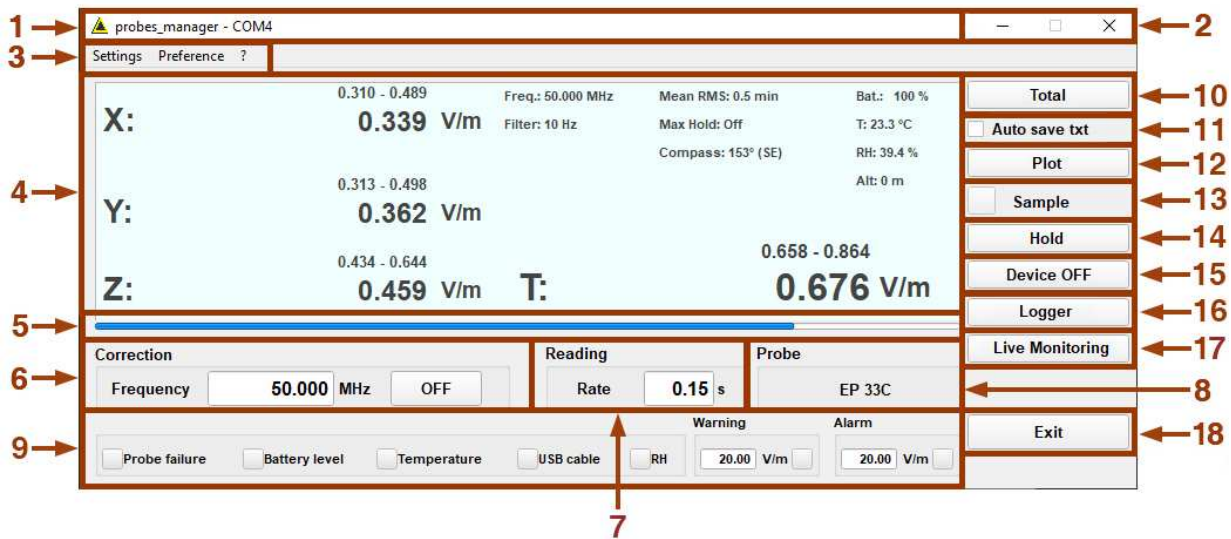 1 probes_manager - COM4 2
3 Settings Preference ?
0.310 - 0.489 Freq.: 50.000 MHz Mean RMS: 0.5 min Bat.: 100 % Total 10
X: 0.339 V/m Filter: 10 Hz Max Hold: Off T: 23.3 °C Auto save txt 11
Compass: 153° (SE) RH: 39.4 % Plot 12
4 0.313 - 0.498 Alt: 0 m Sample 13
Y: 0.362 V/m Hold 14
0.434 - 0.644 0.658 - 0.864 Device OFF 15
Z: 0.459 V/m T: 0.676 V/m Logger 16
5 Live Monitoring 17
Correction Reading Probe
6 Frequency 50.000 MHz OFF Rate 0.15 s EP 33C 8
Warning Alarm Exit 18
9 Probe failure Battery level Temperature USB cable RH 20.00 V/m 20.00 V/m
7